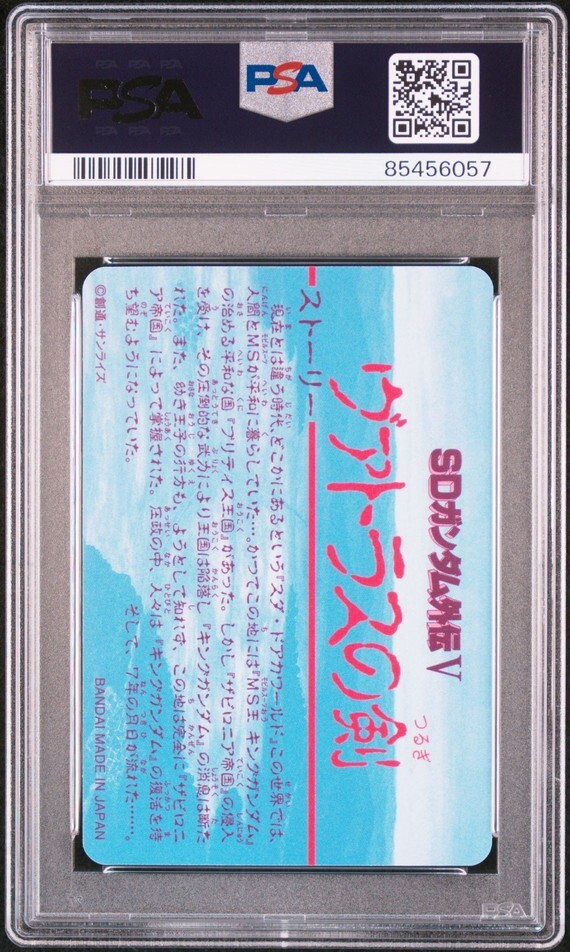 PSA
PSA
85456057
SDガンダム外伝V
つるぎ
ヴァトラスの剣
ストーリー
現在とは違う時代、どこかにあるという『スダ・ドアカワールド』この世界では、
人間とMSが平和に暮らしていた…。かつてこの地には『MS王 キングガンダム』
の治める平和な国『ブリティス王国』があった。しかし『ザビロニア帝国』の侵入
を受け、その圧倒的な武力により王国は陥落し『キングガンダム』の消息は断た
れた。また、幼き王子の行方も、ようとして知れず、この地は完全に『ザビロニ
ア帝国』によって掌握された。圧政の中、人々は『キングガンダム』の復活を待
ち望むようになっていた。 そして、7年の月日が流れた……。
©創通・サンライズ BANDAI MADE IN JAPAN
PSA